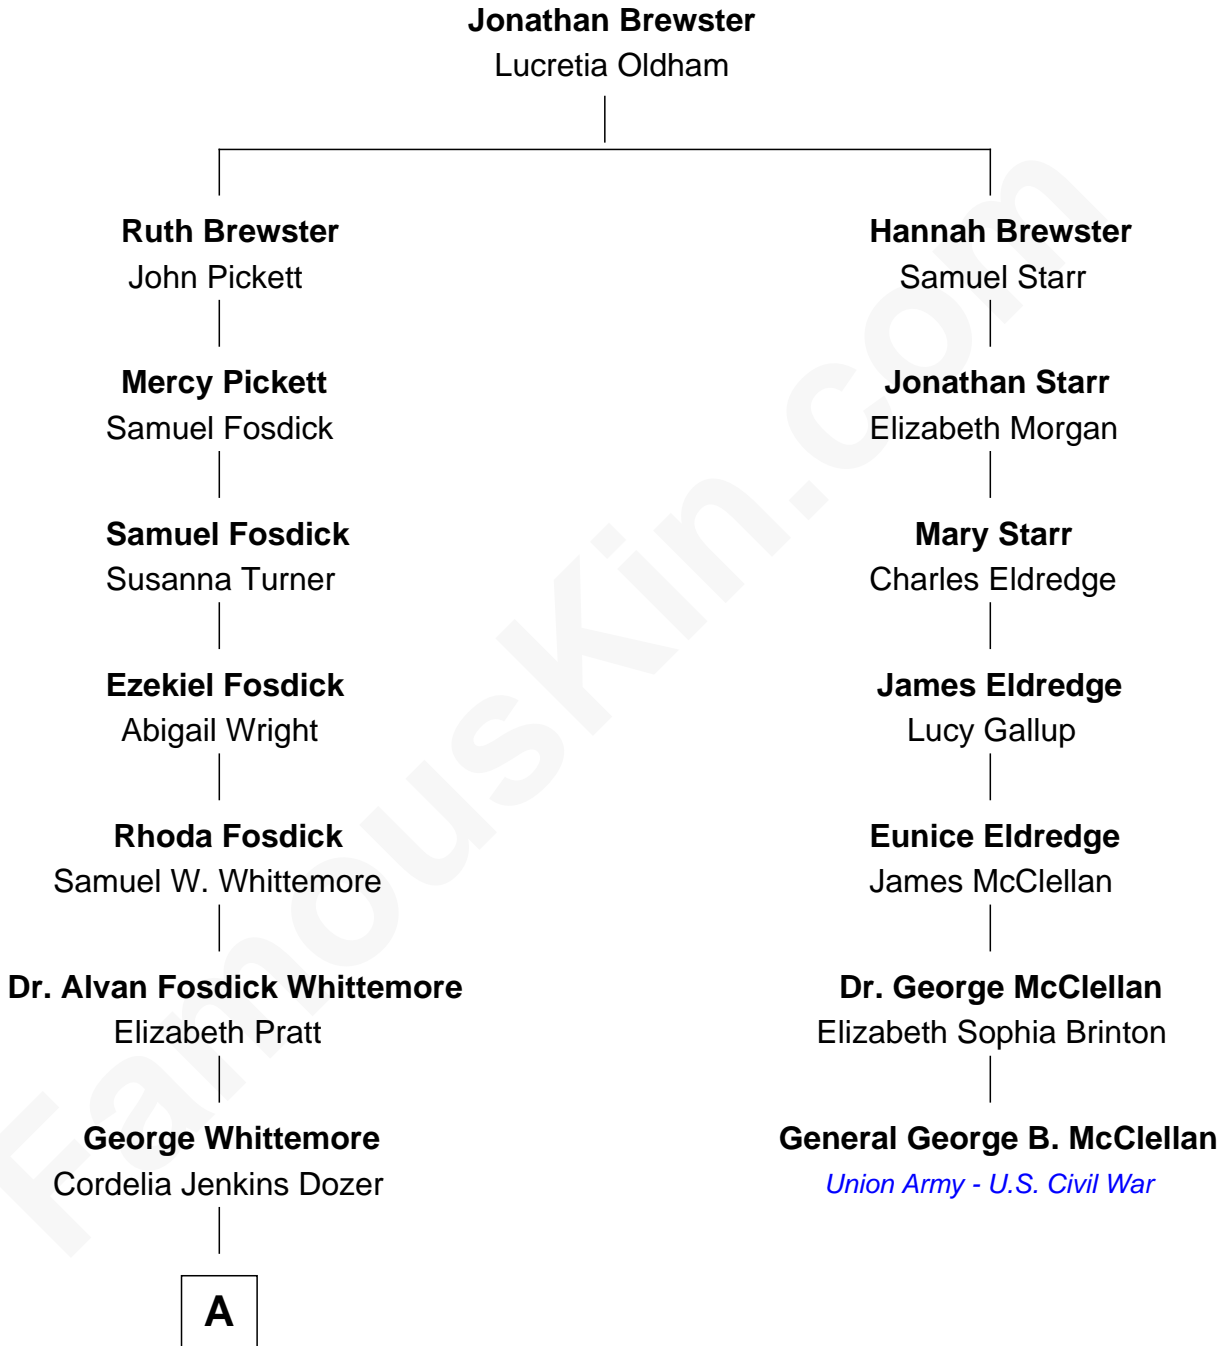 Jonathan Brewster
Lucretia Oldham
Ruth Brewster
John Pickett
Hannah Brewster
Samuel Starr
Mercy Pickett
Samuel Fosdick
Jonathan Starr
Elizabeth Morgan
Samuel Fosdick
Susanna Turner
Mary Starr
Charles Eldredge
Ezekiel Fosdick
Abigail Wright
James Eldredge
Lucy Gallup
Rhoda Fosdick
Samuel W. Whittemore
Eunice Eldredge
James McClellan
Dr. Alvan Fosdick Whittemore
Elizabeth Pratt
Dr. George McClellan
Elizabeth Sophia Brinton
George Whittemore
Cordelia Jenkins Dozer
General George B. McClellan
Union Army - U.S. Civil War
A
FamousKin.com